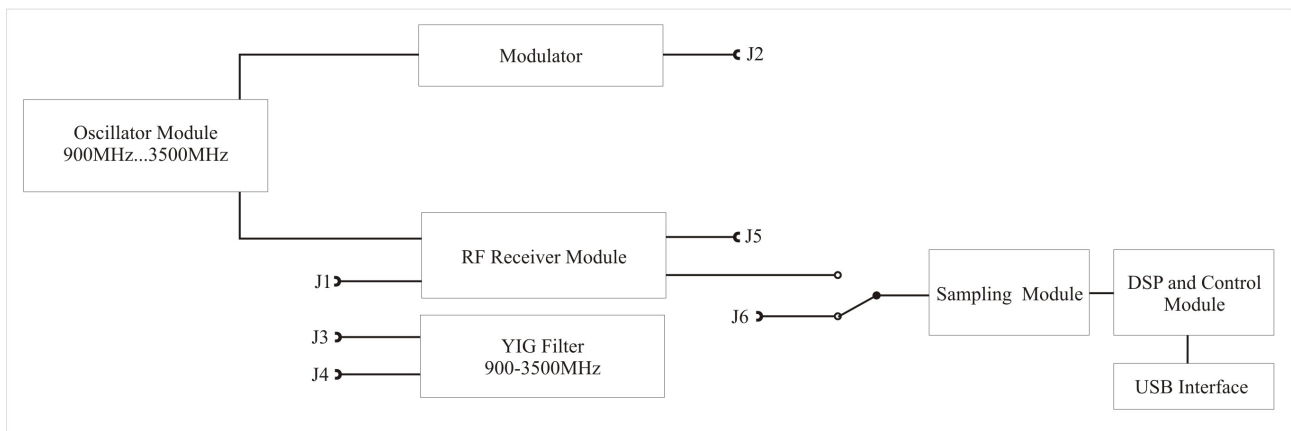 Modulator
J2
Oscillator Module
900MHz...3500MHz
J5
RF Receiver Module
J1
J6
Sampling Module
DSP and Control
Module
J3
YIG Filter
900-3500MHz
J4
USB Interface